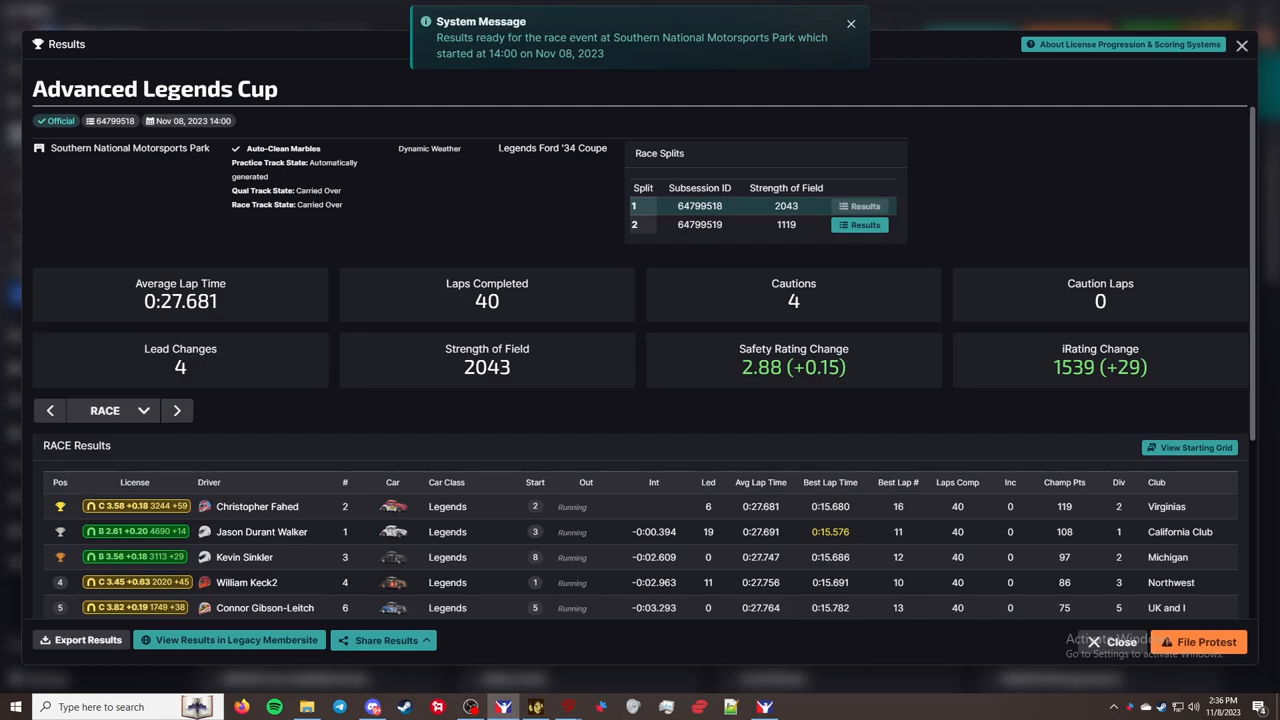 System Message
Results ready for the race event at Southern National Motorsports Park which
started at 14:00 on Nov 08, 2023
Results
About License Progression & Scoring Systems
Advanced Legends Cup
Official 64799518 Nov 08, 2023 14:00
Southern National Motorsports Park
Auto-Clean Marbles
Practice Track State: Automatically
generated
Qual Track State: Carried Over
Race Track State: Carried Over
Dynamic Weather
Legends Ford '34 Coupe
Race Splits
Split Subsession ID Strength of Field
1 64799518 2043 Results
2 64799519 1119 Results
Average Lap Time
0:27.681
Laps Completed
40
Cautions
4
Caution Laps
0
Lead Changes
4
Strength of Field
2043
Safety Rating Change
2.88 (+0.15)
iRating Change
1539 (+29)
RACE
RACE Results
View Starting Grid
Pos License Driver # Car Car Class Start Out Int Led Avg Lap Time Best Lap Time Best Lap # Laps Comp Inc Champ Pts Div Club
C 3.58 +0.18 3244 +59 Christopher Fahed 2 Legends 2 Running 6 0:27.681 0:15.680 16 40 0 119 2 Virginias
B 2.61 +0.20 4690 +14 Jason Durant Walker 1 Legends 3 Running -0:00.394 19 0:27.691 0:15.576 11 40 0 108 1 California Club
B 3.56 +0.18 3113 +29 Kevin Sinkler 3 Legends 8 Running -0:02.609 0 0:27.747 0:15.686 12 40 0 97 2 Michigan
4 C 3.45 +0.63 2020 +45 William Keck2 4 Legends 1 Running -0:02.963 11 0:27.756 0:15.691 10 40 0 86 3 Northwest
5 C 3.82 +0.19 1749 +38 Connor Gibson-Leitch 6 Legends 5 Running -0:03.293 0 0:27.764 0:15.782 13 40 0 75 5 UK and I
Export Results
View Results in Legacy Membersite
Share Results
Close
File Protest
Go to Settings to activate Windows.
Type here to search
2:36 PM
11/8/2023